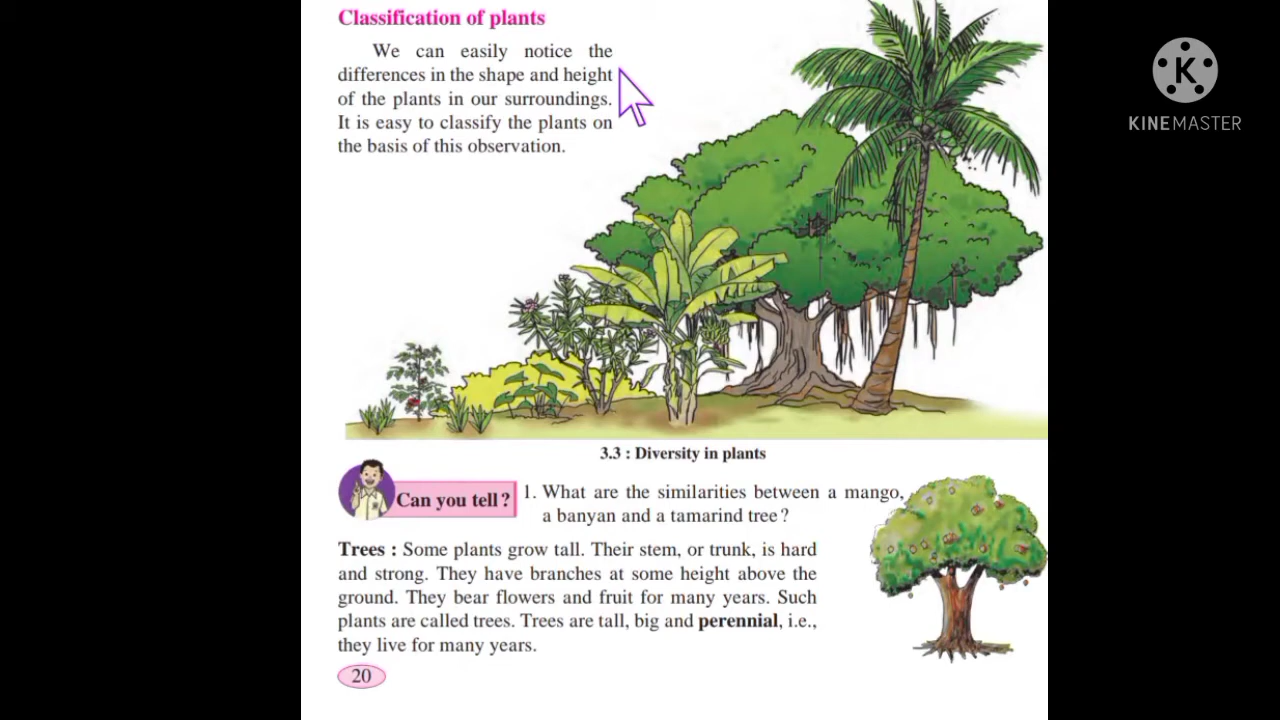 Classification of plants
We can easily notice the
differences in the shape and height
of the plants in our surroundings.
It is easy to classify the plants on
the basis of this observation.
K
KINEMASTER
3.3 : Diversity in plants
Can you tell?
1. What are the similarities between a mango,
a banyan and a tamarind tree?
Trees : Some plants grow tall. Their stem, or trunk, is hard
and strong. They have branches at some height above the
ground. They bear flowers and fruit for many years. Such
plants are called trees. Trees are tall, big and perennial, i.e.,
they live for many years.
20